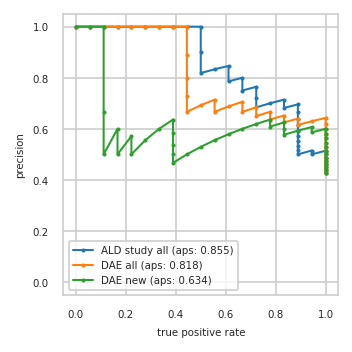 1.0
0.8
0.6
0.4
0.2
0.0
precision
ALD study all (aps: 0.855)
DAE all (aps: 0.818)
DAE new (aps: 0.634)
0.0 0.2 0.4 0.6 0.8 1.0
true positive rate